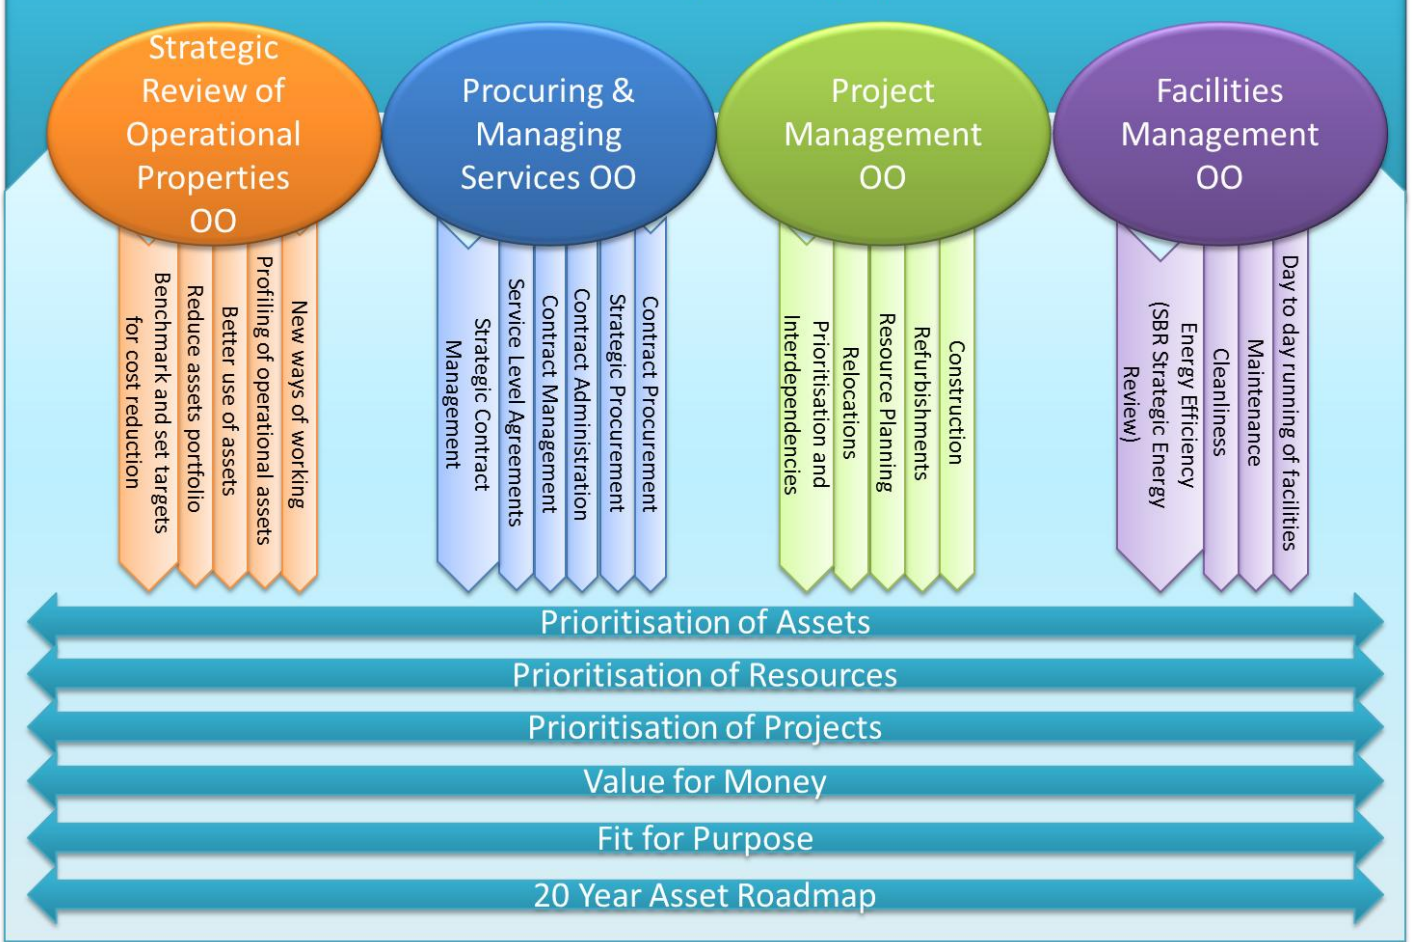 Strategic
Review of
Operational
Properties
OO
Procuring &
Managing
Services OO
Project
Management
OO
Facilities
Management
OO
Benchmark and set targets
for cost reduction
Reduce assets portfolio
Better use of assets
Profiling of operational assets
New ways of working
Strategic Contract
Management
Service Level Agreements
Contract Management
Contract Administration
Strategic Procurement
Contract Procurement
Prioritisation and
Interdependencies
Relocations
Resource Planning
Refurbishments
Construction
Energy Efficiency
(SBR Strategic Energy
Review)
Cleanliness
Maintenance
Day to day running of facilities
Prioritisation of Assets
Prioritisation of Resources
Prioritisation of Projects
Value for Money
Fit for Purpose
20 Year Asset Roadmap